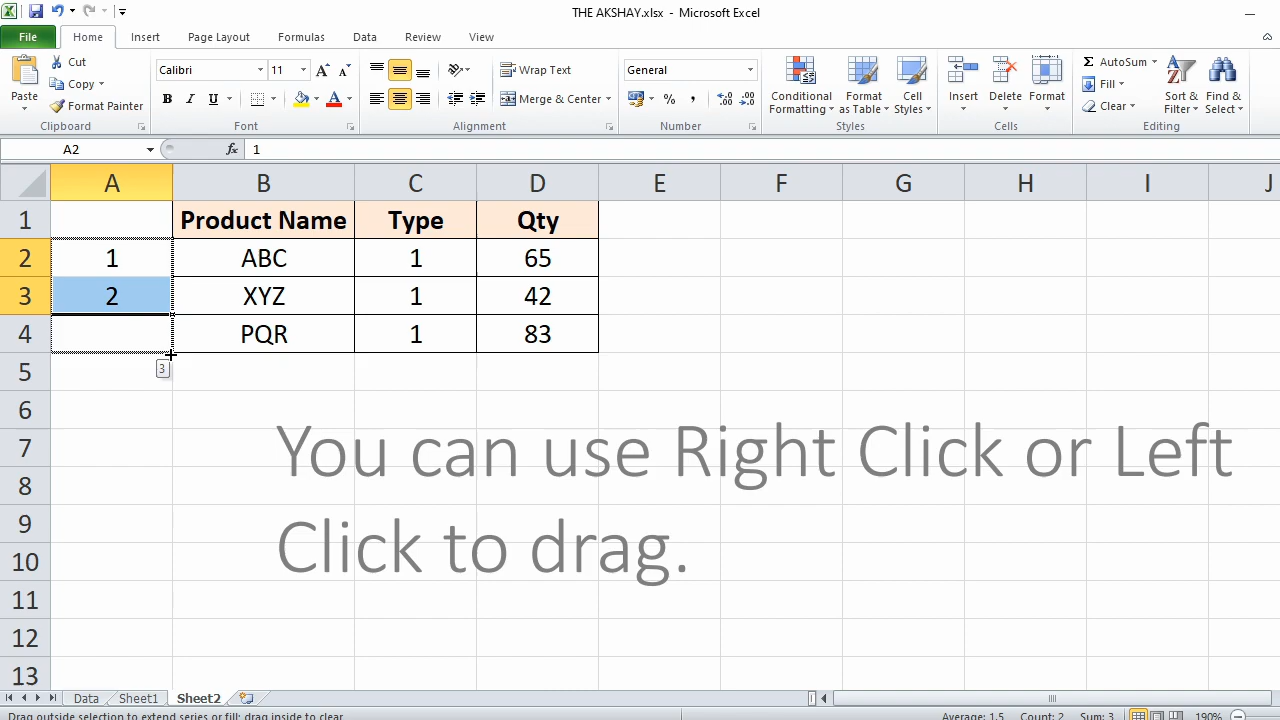 THE AKSHAY.xlsx - Microsoft Excel
File Home Insert Page Layout Formulas Data Review View
Paste Cut Copy Format Painter Clipboard
Calibri 11 A A B I U A Font
Wrap Text Merge & Center Alignment
General % , Number
Conditional Formatting Format as Table Cell Styles Styles
Insert Delete Format Cells
Σ AutoSum Fill Clear Sort & Filter Find & Select Editing
A2 fx 1
A B C D E F G H I J
1 Product Name Type Qty
2 1 ABC 1 65
3 2 XYZ 1 42
4 PQR 1 83
3
5
6
7
8
9
10
11
12
13
You can use Right Click or Left
Click to drag.
Data Sheet1 Sheet2
Drag outside selection to extend series or fill; drag inside to clear Average: 1.5 Count: 2 Sum: 3 190%